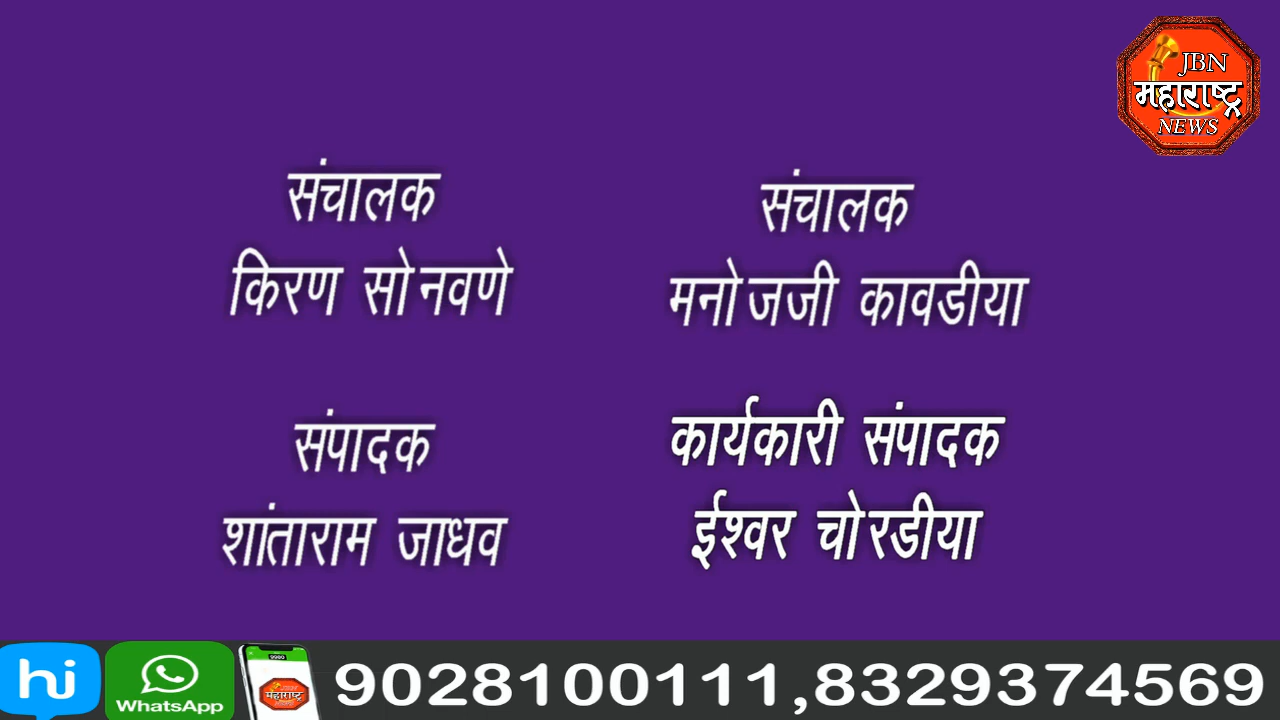 JBN
महाराष्ट्र
NEWS
संचालक
किरण सोनवणे
संचालक
मनोजजी कावडीया
संपादक
शांताराम जाधव
कार्यकारी संपादक
ईश्वर चोरडीया
hi
WhatsApp
महाराष्ट्र
9028100111,8329374569